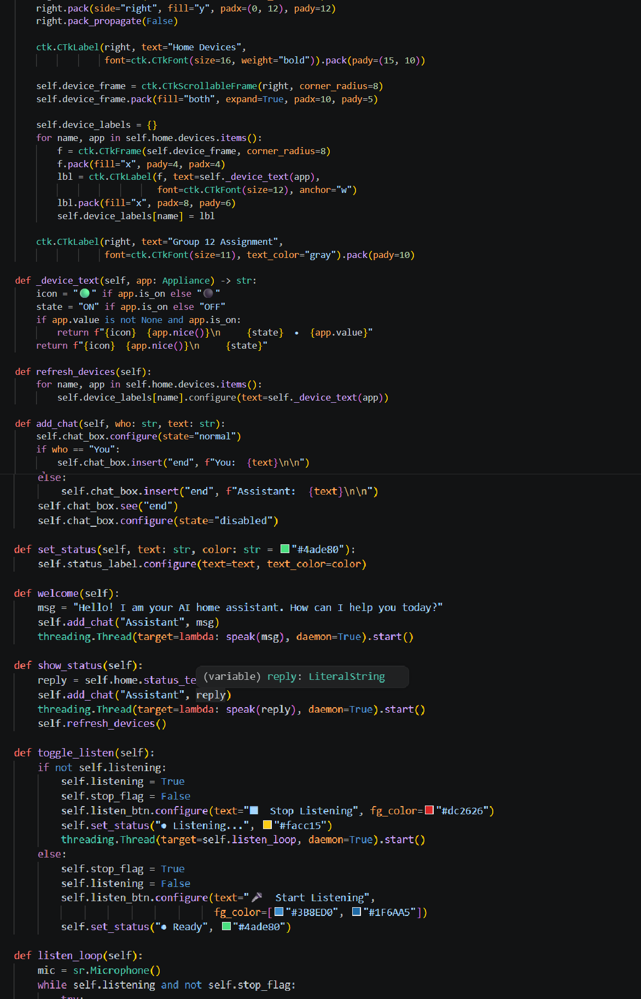 right.pack(side="right", fill="y", padx=(0, 12), pady=12)
right.pack_propagate(False)
ctk.CTkLabel(right, text="Home Devices",
font=ctk.CTkFont(size=16, weight="bold")).pack(pady=(15, 10))
self.device_frame = ctk.CTkScrollableFrame(right, corner_radius=8)
self.device_frame.pack(fill="both", expand=True, padx=10, pady=5)
self.device_labels = {}
for name, app in self.home.devices.items():
f = ctk.CTkFrame(self.device_frame, corner_radius=8)
f.pack(fill="x", pady=4, padx=4)
lbl = ctk.CTkLabel(f, text=self._device_text(app),
font=ctk.CTkFont(size=12), anchor="w")
lbl.pack(fill="x", padx=8, pady=6)
self.device_labels[name] = lbl
ctk.CTkLabel(right, text="Group 12 Assignment",
font=ctk.CTkFont(size=11), text_color="gray").pack(pady=10)
def _device_text(self, app: Appliance) -> str:
icon = "🟢" if app.is_on else "⚫"
state = "ON" if app.is_on else "OFF"
if app.value is not None and app.is_on:
return f"{icon}  {app.nice()}\n     {state}  •  {app.value}"
return f"{icon}  {app.nice()}\n     {state}"
def refresh_devices(self):
for name, app in self.home.devices.items():
self.device_labels[name].configure(text=self._device_text(app))
def add_chat(self, who: str, text: str):
self.chat_box.configure(state="normal")
if who == "You":
self.chat_box.insert("end", f"You:  {text}\n\n")
else:
self.chat_box.insert("end", f"Assistant:  {text}\n\n")
self.chat_box.see("end")
self.chat_box.configure(state="disabled")
def set_status(self, text: str, color: str = "#4ade80"):
self.status_label.configure(text=text, text_color=color)
def welcome(self):
msg = "Hello! I am your AI home assistant. How can I help you today?"
self.add_chat("Assistant", msg)
threading.Thread(target=lambda: speak(msg), daemon=True).start()
def show_status(self):
(variable) reply: LiteralString
reply = self.home.status_te
self.add_chat("Assistant", reply)
threading.Thread(target=lambda: speak(reply), daemon=True).start()
self.refresh_devices()
def toggle_listen(self):
if not self.listening:
self.listening = True
self.stop_flag = False
self.listen_btn.configure(text="⏹  Stop Listening", fg_color="#dc2626")
self.set_status("● Listening...", "#facc15")
threading.Thread(target=self.listen_loop, daemon=True).start()
else:
self.stop_flag = True
self.listening = False
self.listen_btn.configure(text="🎤  Start Listening",
fg_color=["#3B8ED0", "#1F6AA5"])
self.set_status("● Ready", "#4ade80")
def listen_loop(self):
mic = sr.Microphone()
while self.listening and not self.stop_flag:
try: